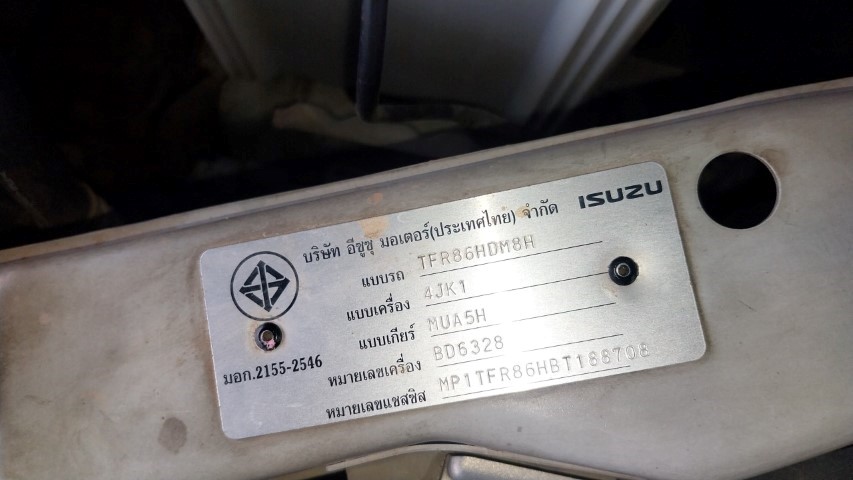 ISUZU
บริษัท อีซูซุ มอเตอร์(ประเทศไทย) จำกัด
แบบรถ TFR86HDM8H
แบบเครื่อง 4JK1
แบบเกียร์ MUA5H
หมายเลขเครื่อง BD6328
หมายเลขแชสซิส MP1TFR86HBT188708
มอก.2155-2546